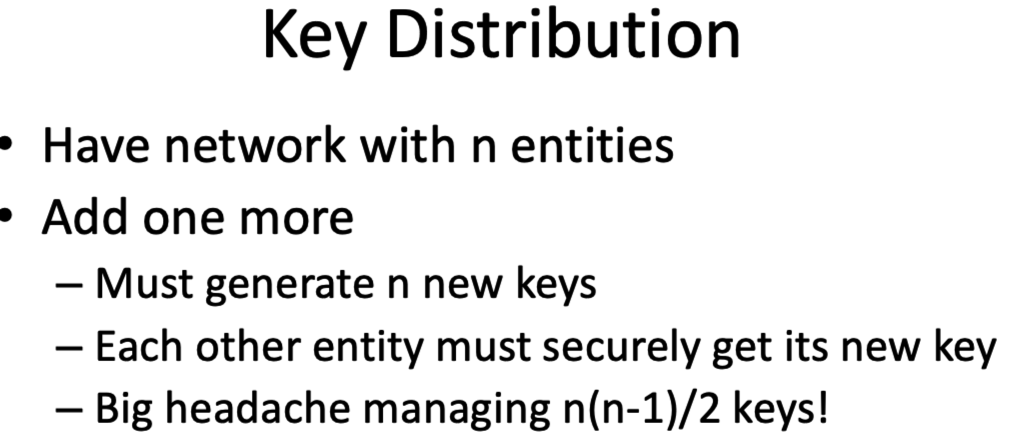 Key Distribution
• Have network with n entities
• Add one more
– Must generate n new keys
– Each other entity must securely get its new key
– Big headache managing n(n-1)/2 keys!